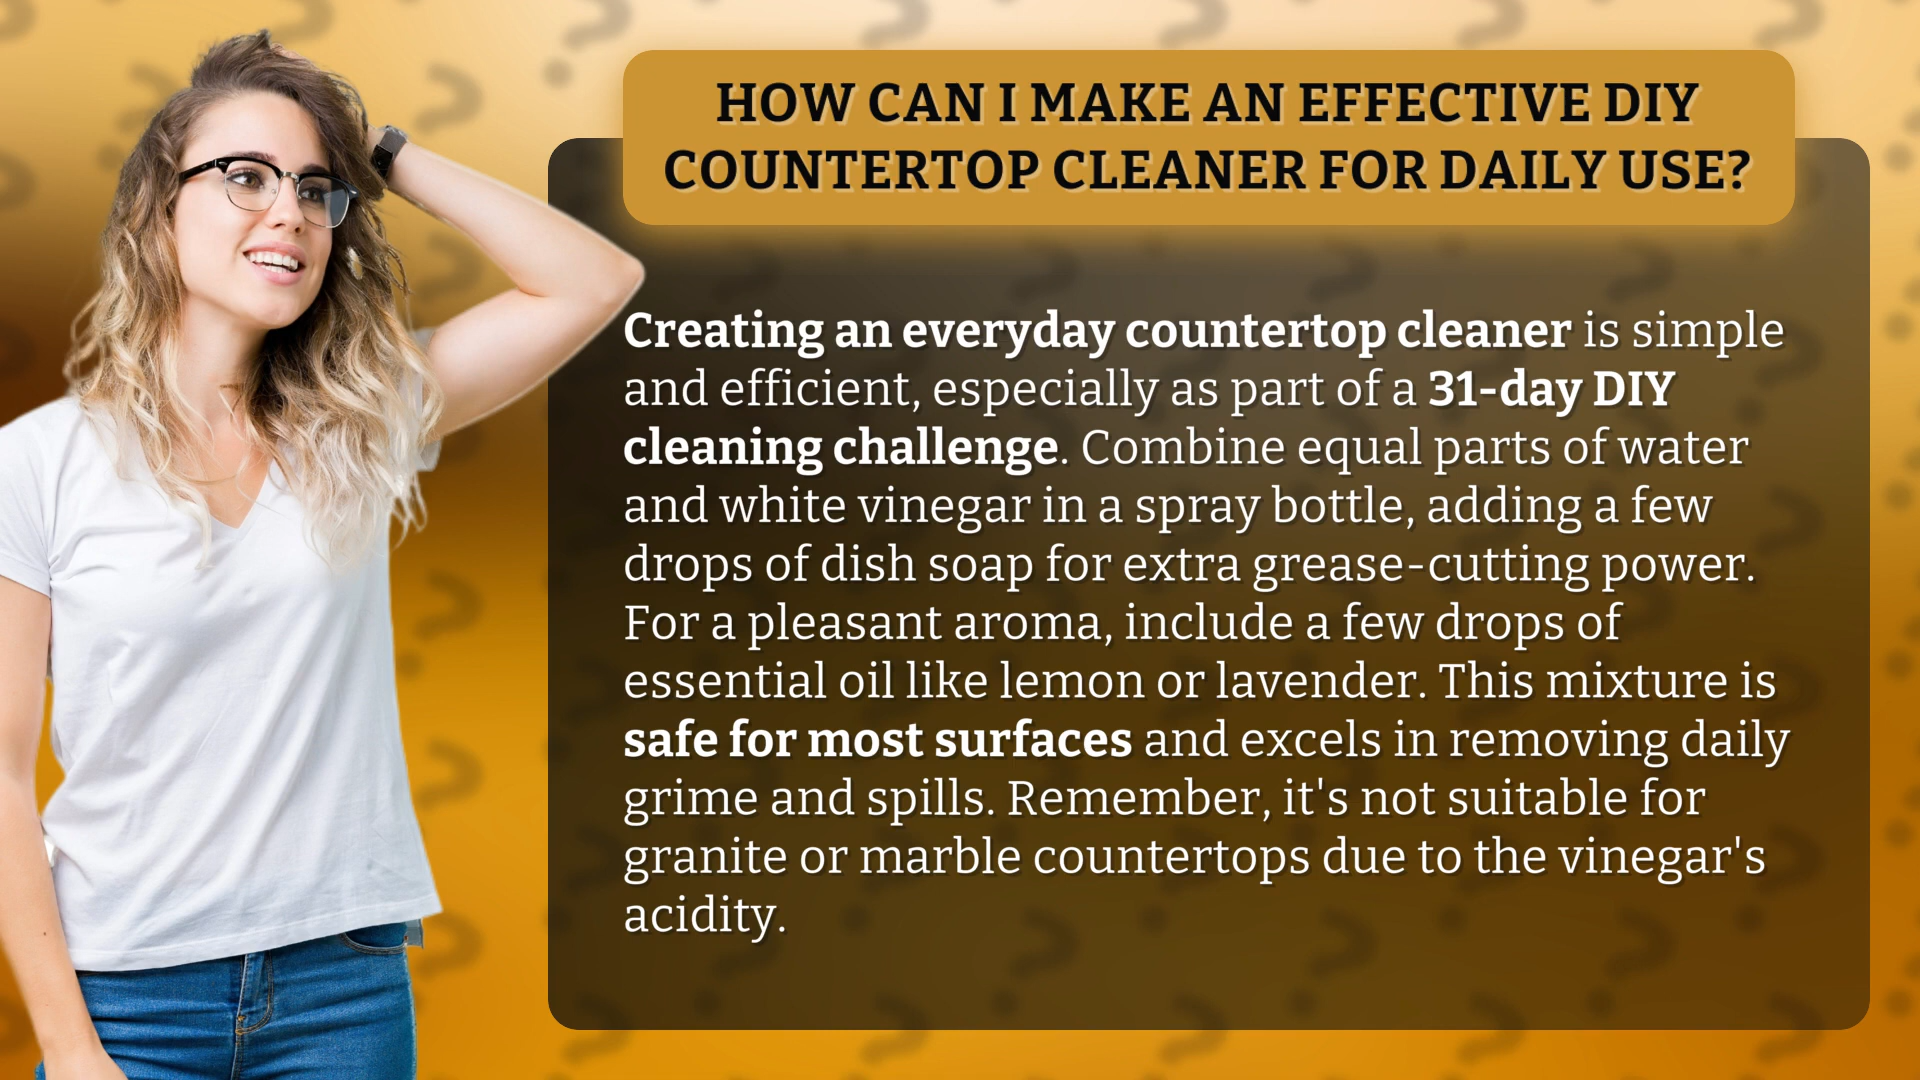 HOW CAN I MAKE AN EFFECTIVE DIY
COUNTERTOP CLEANER FOR DAILY USE?
Creating an everyday countertop cleaner is simple
and efficient, especially as part of a 31-day DIY
cleaning challenge. Combine equal parts of water
and white vinegar in a spray bottle, adding a few
drops of dish soap for extra grease-cutting power.
For a pleasant aroma, include a few drops of
essential oil like lemon or lavender. This mixture is
safe for most surfaces and excels in removing daily
grime and spills. Remember, it's not suitable for
granite or marble countertops due to the vinegar's
acidity.